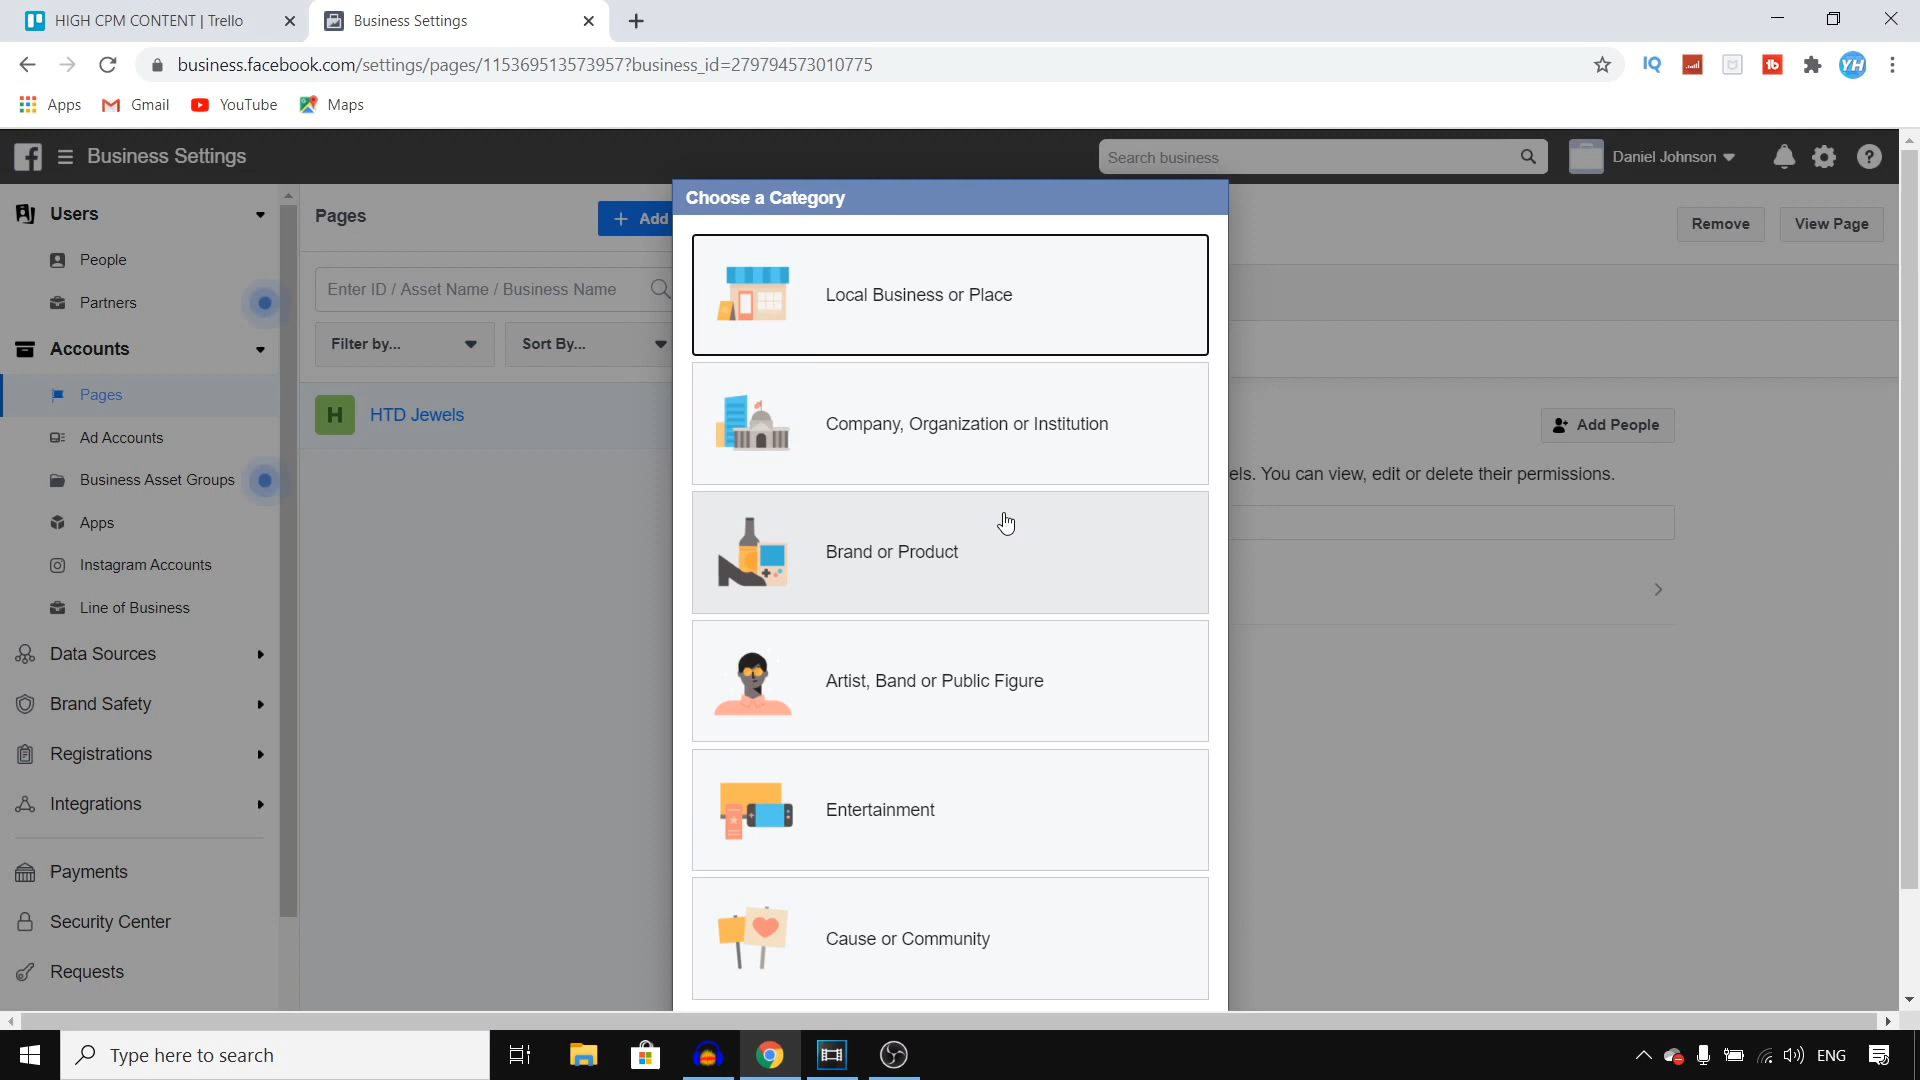 HIGH CPM CONTENT | Trello
Business Settings
business.facebook.com/settings/pages/115369513573957?business_id=279794573010775
IQ
tb
YH
Apps
Gmail
YouTube
Maps
Business Settings
Search business
Daniel Johnson
Choose a Category
Users
Pages
Add
Remove
View Page
People
Enter ID / Asset Name / Business Name
Local Business or Place
Partners
Filter by...
Sort By...
Accounts
Pages
H
HTD Jewels
Company, Organization or Institution
Add People
Ad Accounts
els. You can view, edit or delete their permissions.
Business Asset Groups
Apps
Brand or Product
Instagram Accounts
Line of Business
Data Sources
Artist, Band or Public Figure
Brand Safety
Registrations
Integrations
Entertainment
Payments
Security Center
Cause or Community
Requests
Type here to search
ENG